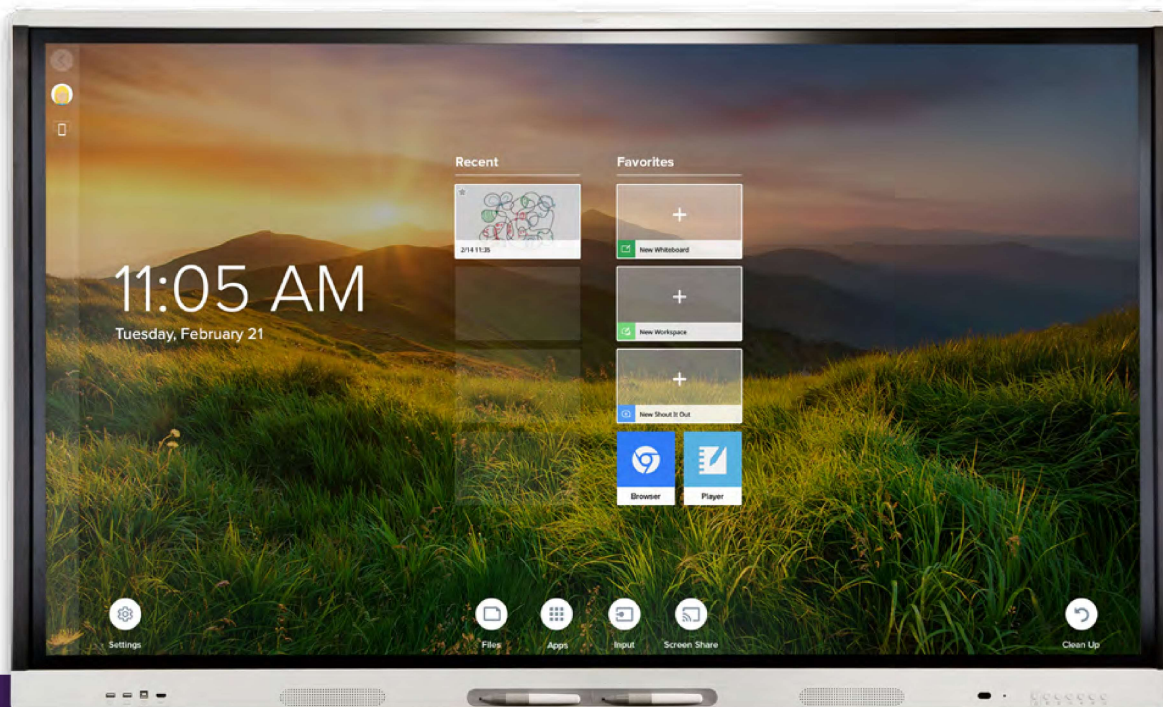 Recent
Favorites
2/14 11:35
New Whiteboard
11:05 AM
Tuesday, February 21
New Workspace
New Shout It Out
Browser
Player
Settings
Files
Apps
Input
Screen Share
Clean Up